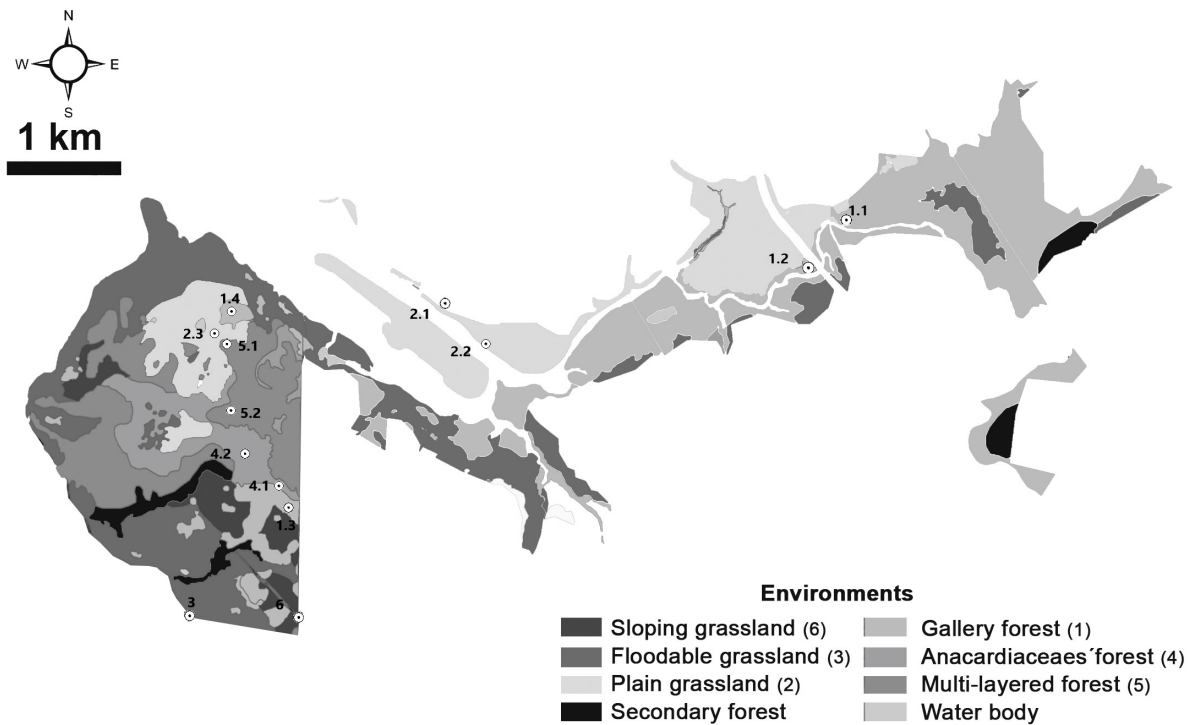 N
W E
S
1 km
1.1
1.2
1.4
2.1
2.3
5.1
2.2
5.2
4.2
4.1
1.3
3
6
Environments
Sloping grassland (6)
Floodable grassland (3)
Plain grassland (2)
Secondary forest
Gallery forest (1)
Anacardiaceaes´forest (4)
Multi-layered forest (5)
Water body